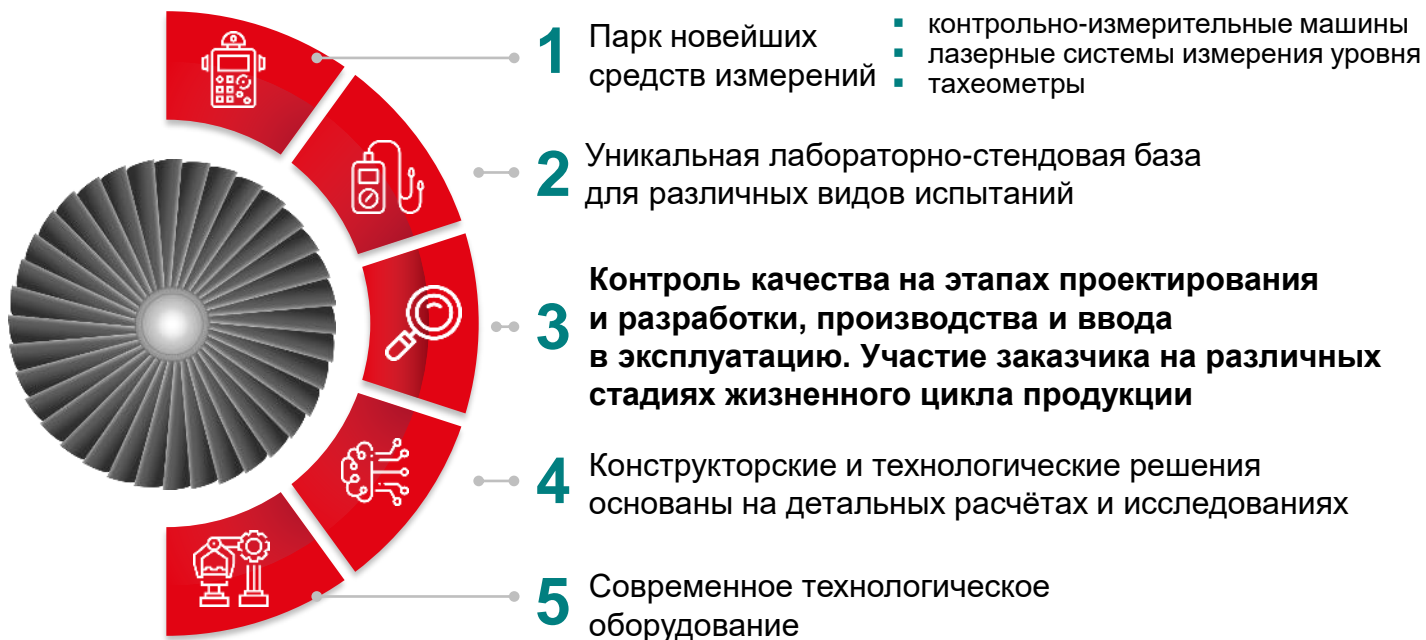 1
Парк новейших
средств измерений
▪ контрольно-измерительные машины
▪ лазерные системы измерения уровня
▪ тахеометры
2
Уникальная лабораторно-стендовая база
для различных видов испытаний
3
Контроль качества на этапах проектирования
и разработки, производства и ввода
в эксплуатацию. Участие заказчика на различных
стадиях жизненного цикла продукции
4
Конструкторские и технологические решения
основаны на детальных расчётах и исследованиях
5
Современное технологическое
оборудование